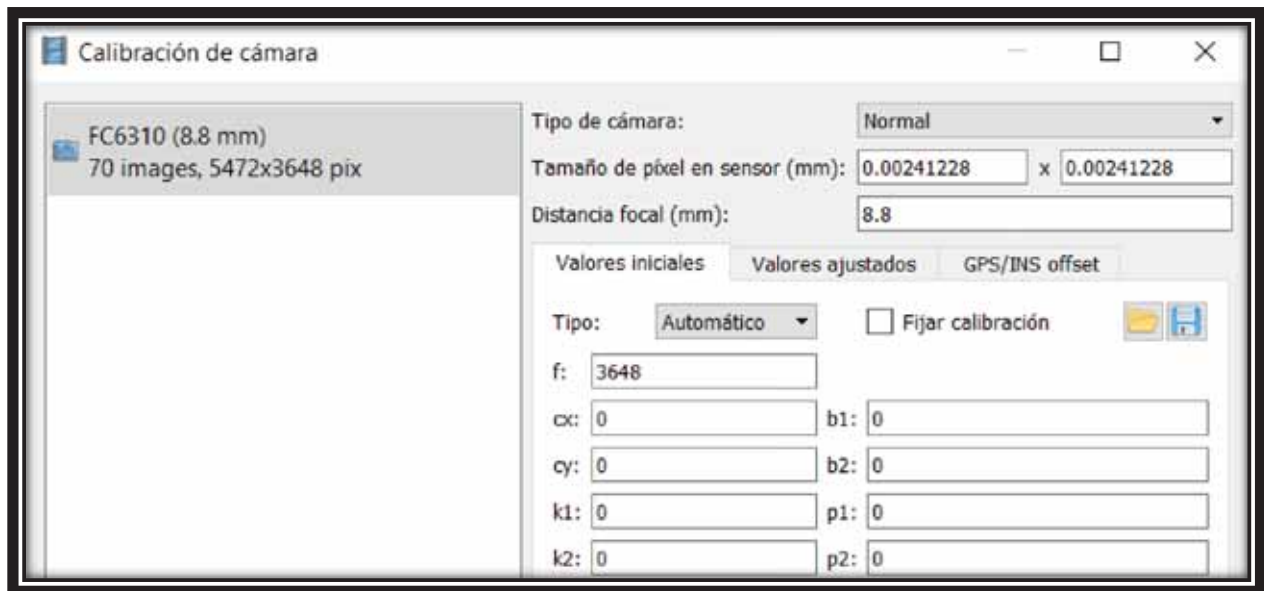 Calibración de cámara
FC6310 (8.8 mm)
70 images, 5472x3648 pix
Tipo de cámara: Normal
Tamaño de píxel en sensor (mm): 0.00241228 x 0.00241228
Distancia focal (mm): 8.8
Valores iniciales Valores ajustados GPS/INS offset
Tipo: Automático Fijar calibración
f: 3648
cx: 0 b1: 0
cy: 0 b2: 0
k1: 0 p1: 0
k2: 0 p2: 0